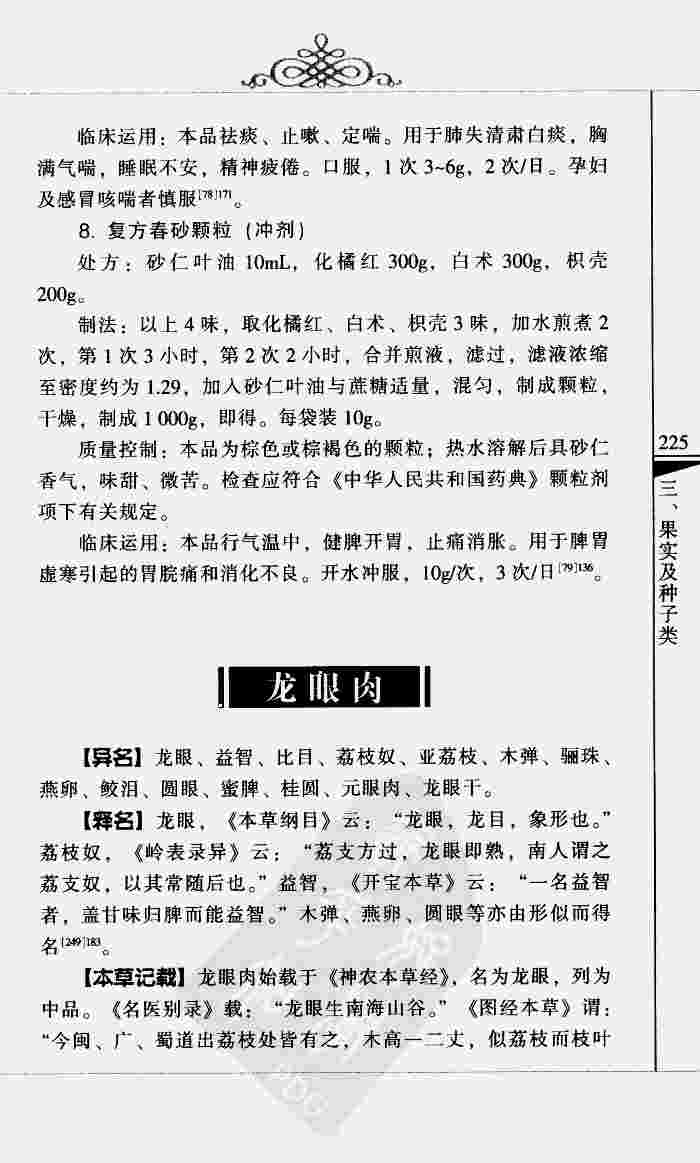 临床运用：本品祛痰、止嗽、定喘。用于肺失清肃白痰，胸
满气喘，睡眠不安，精神疲倦。口服，1次3~6g，2次/日。孕妇
及感冒咳喘者慎服[78]171。
8. 复方春砂颗粒（冲剂）
处方：砂仁叶油 10mL，化橘红 300g，白术 300g，枳壳
200g。
制法：以上4味，取化橘红、白术、枳壳3味，加水煎煮2
次，第1次3小时，第2次2小时，合并煎液，滤过，滤液浓缩
至密度约为1.29，加入砂仁叶油与蔗糖适量，混匀，制成颗粒，
干燥，制成1 000g，即得。每袋装10g。
质量控制：本品为棕色或棕褐色的颗粒；热水溶解后具砂仁
香气，味甜、微苦。检查应符合《中华人民共和国药典》颗粒剂
项下有关规定。
临床运用：本品行气温中，健脾开胃，止痛消胀。用于脾胃
虚寒引起的胃脘痛和消化不良。开水冲服，10g/次，3次/日[79]136。
225
三、果实及种子类
龙眼肉
【异名】龙眼、益智、比目、荔枝奴、亚荔枝、木弹、骊珠、
燕卵、鲛泪、圆眼、蜜脾、桂圆、元眼肉、龙眼干。
【释名】龙眼，《本草纲目》云：“龙眼，龙目，象形也。”
荔枝奴，《岭表录异》云：“荔支方过，龙眼即熟，南人谓之
荔支奴，以其常随后也。”益智，《开宝本草》云：“一名益智
者，盖甘味归脾而能益智。”木弹、燕卵、圆眼等亦由形似而得
名[249]183。
【本草记载】龙眼肉始载于《神农本草经》，名为龙眼，列为
中品。《名医别录》载：“龙眼生南海山谷。”《图经本草》谓：
“今闽、广、蜀道出荔枝处皆有之，木高一二丈，似荔枝而枝叶